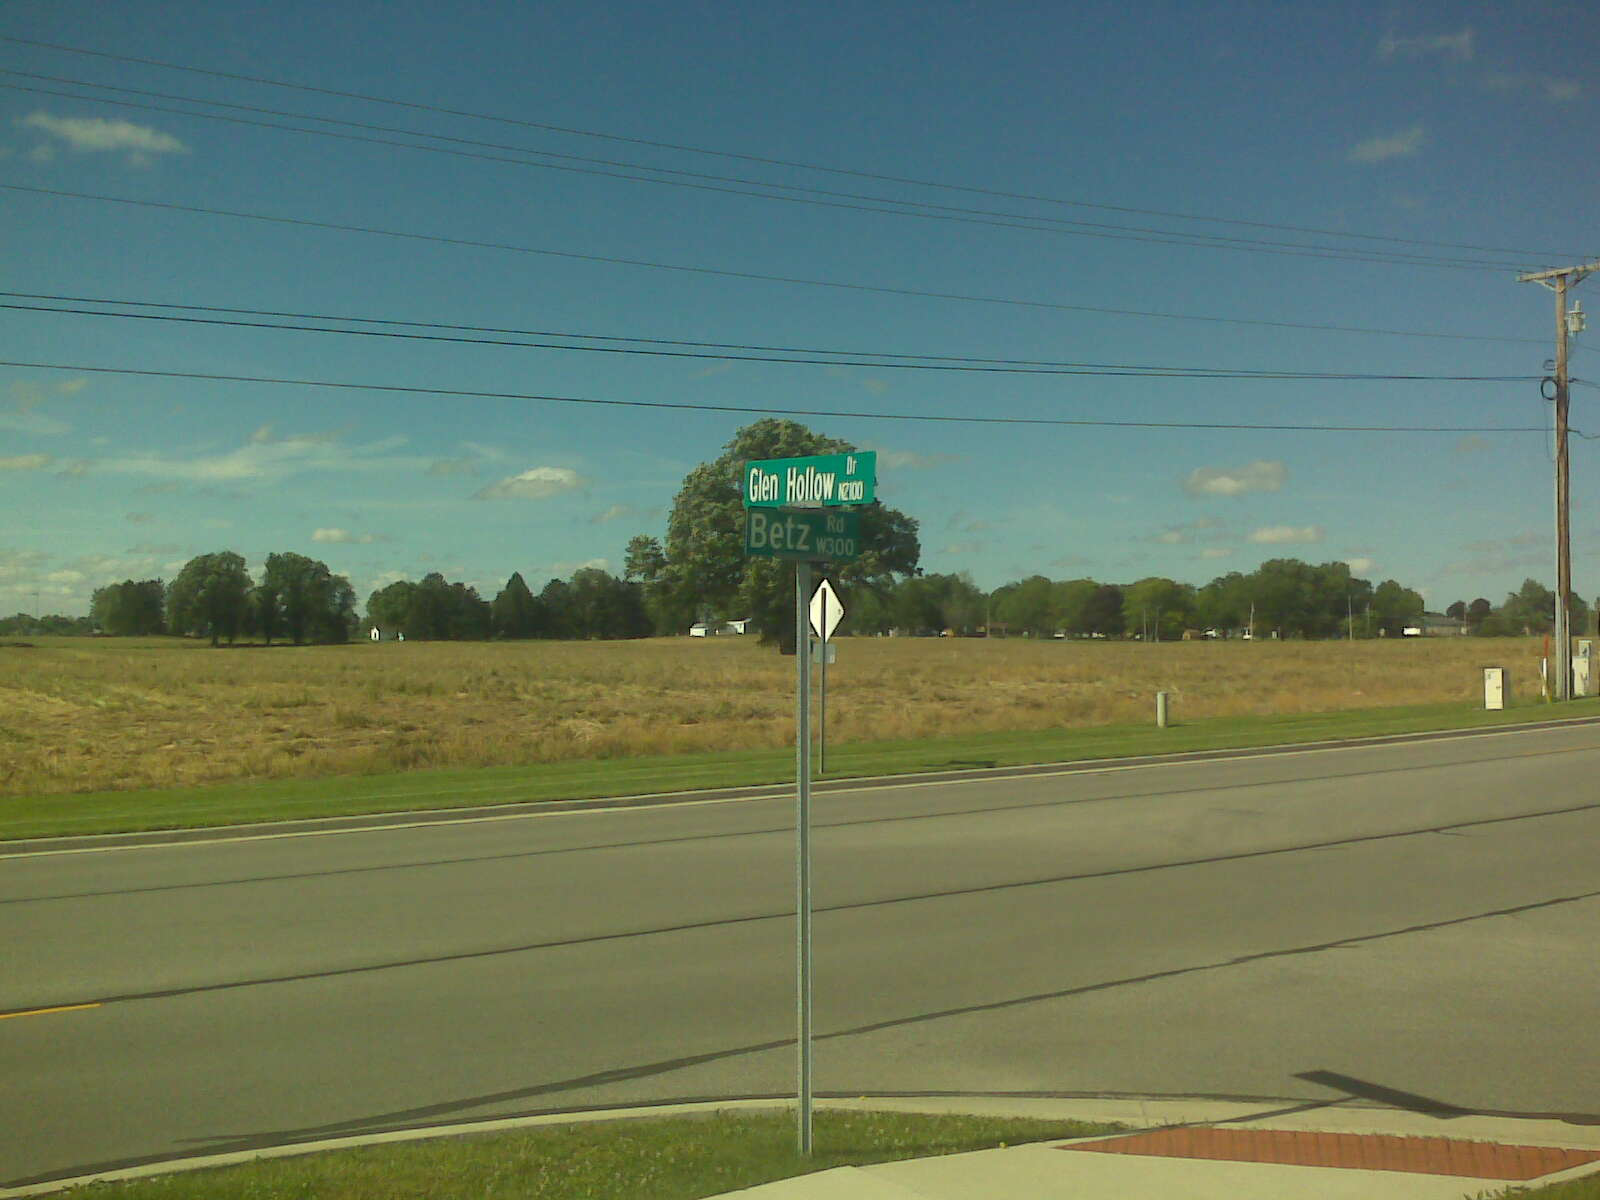 Glen Hollow Dr N2100
Betz Rd W300